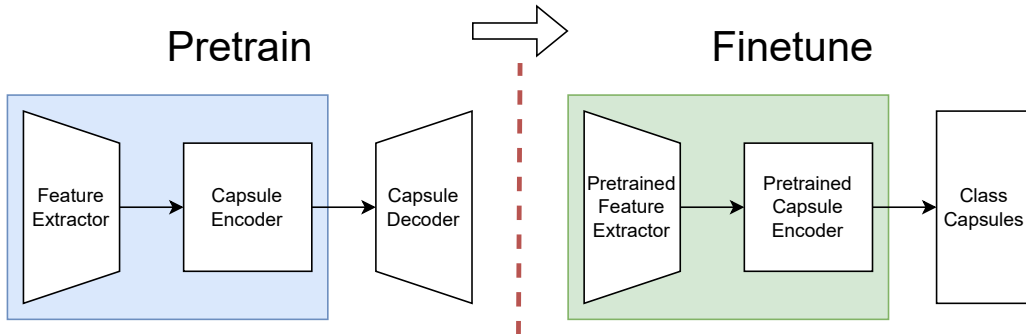 Pretrain
Finetune
Feature
Extractor
Capsule
Encoder
Capsule
Decoder
Pretrained
Feature
Extractor
Pretrained
Capsule
Encoder
Class
Capsules